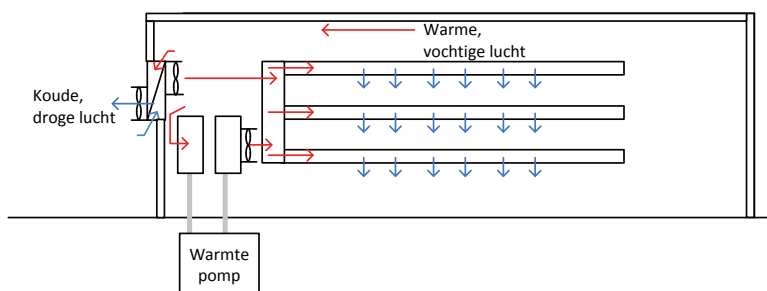 Warme,
vochtige lucht
Koude,
droge lucht
Warmte
pomp